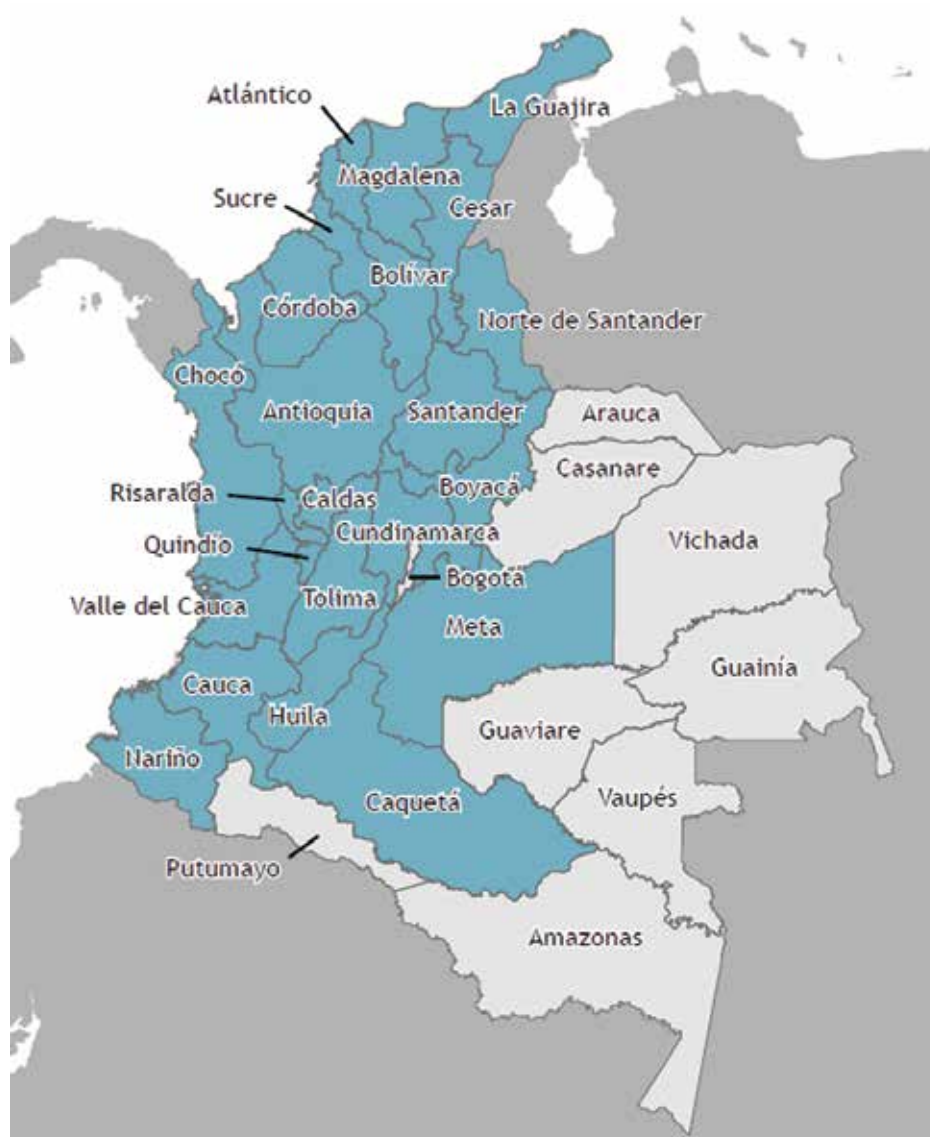 Atlántico
La Guajira
Magdalena
Sucre
Cesar
Bolívar
Córdoba
Norte de Santander
Chocó
Antioquia
Santander
Arauca
Casanare
Risaralda
Caldas
Boyacá
Cundinamarca
Vichada
Quindío
Bogotá
Tolima
Valle del Cauca
Meta
Guainía
Cauca
Huila
Guaviare
Nariño
Vaupés
Caquetá
Putumayo
Amazonas